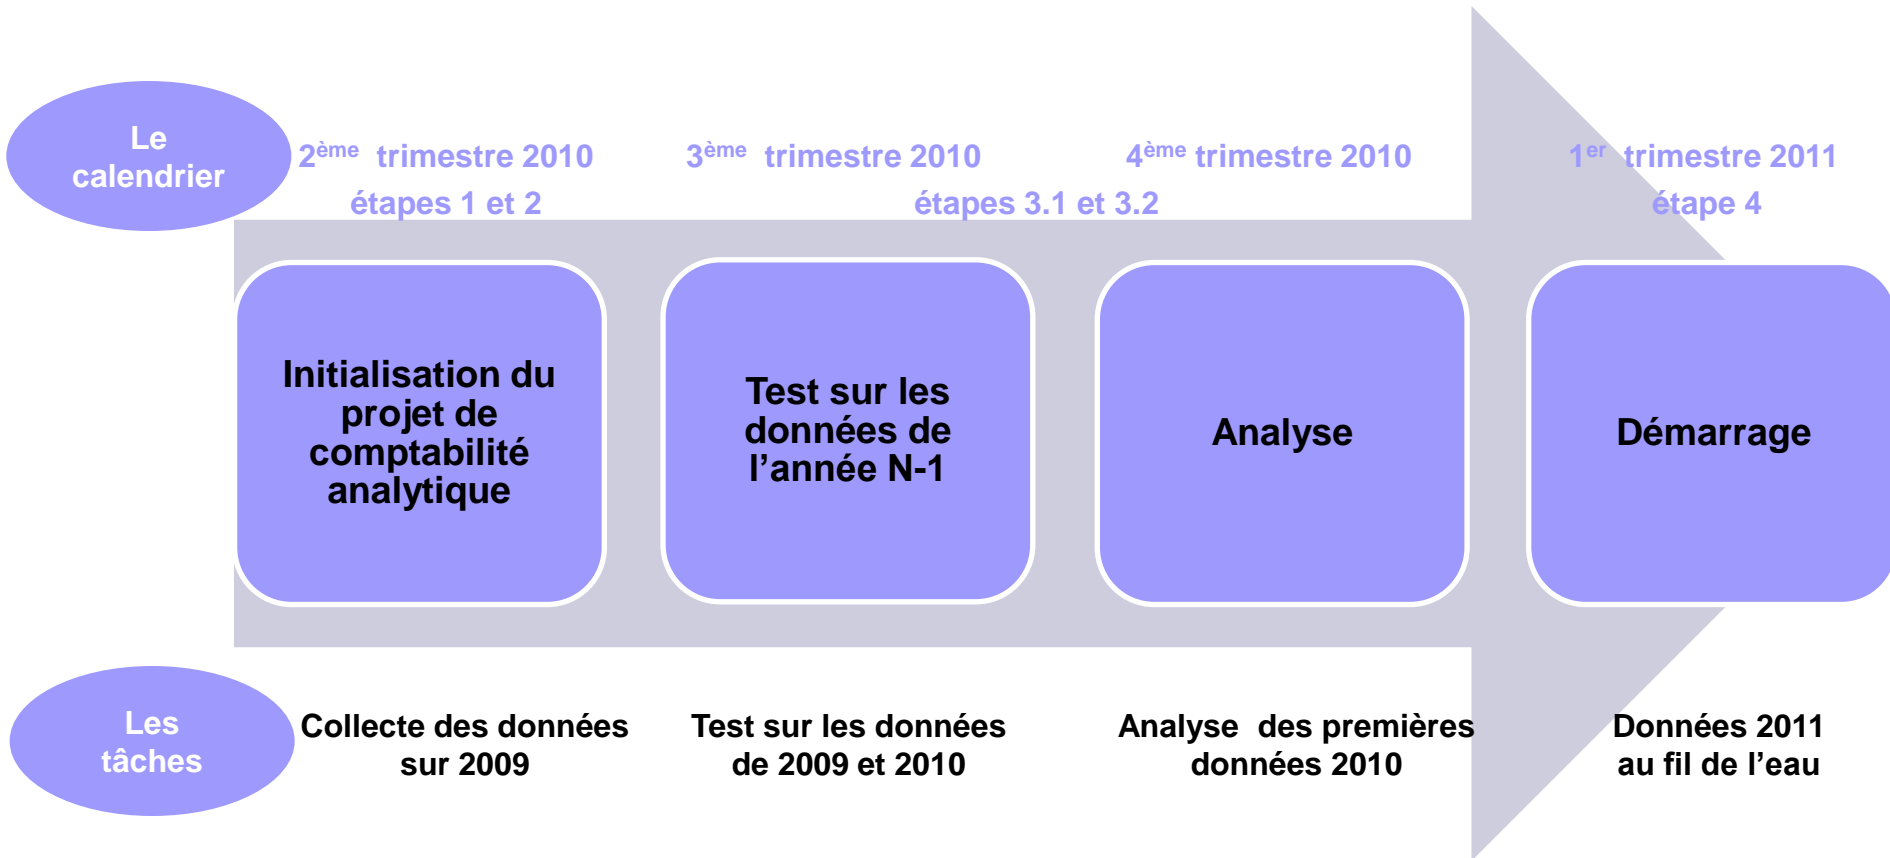 Le
calendrier
2ème trimestre 2010
étapes 1 et 2
3ème trimestre 2010
4ème trimestre 2010
étapes 3.1 et 3.2
1er trimestre 2011
étape 4
Initialisation du
projet de
comptabilité
analytique
Test sur les
données de
l’année N-1
Analyse
Démarrage
Les
tâches
Collecte des données
sur 2009
Test sur les données
de 2009 et 2010
Analyse des premières
données 2010
Données 2011
au fil de l’eau